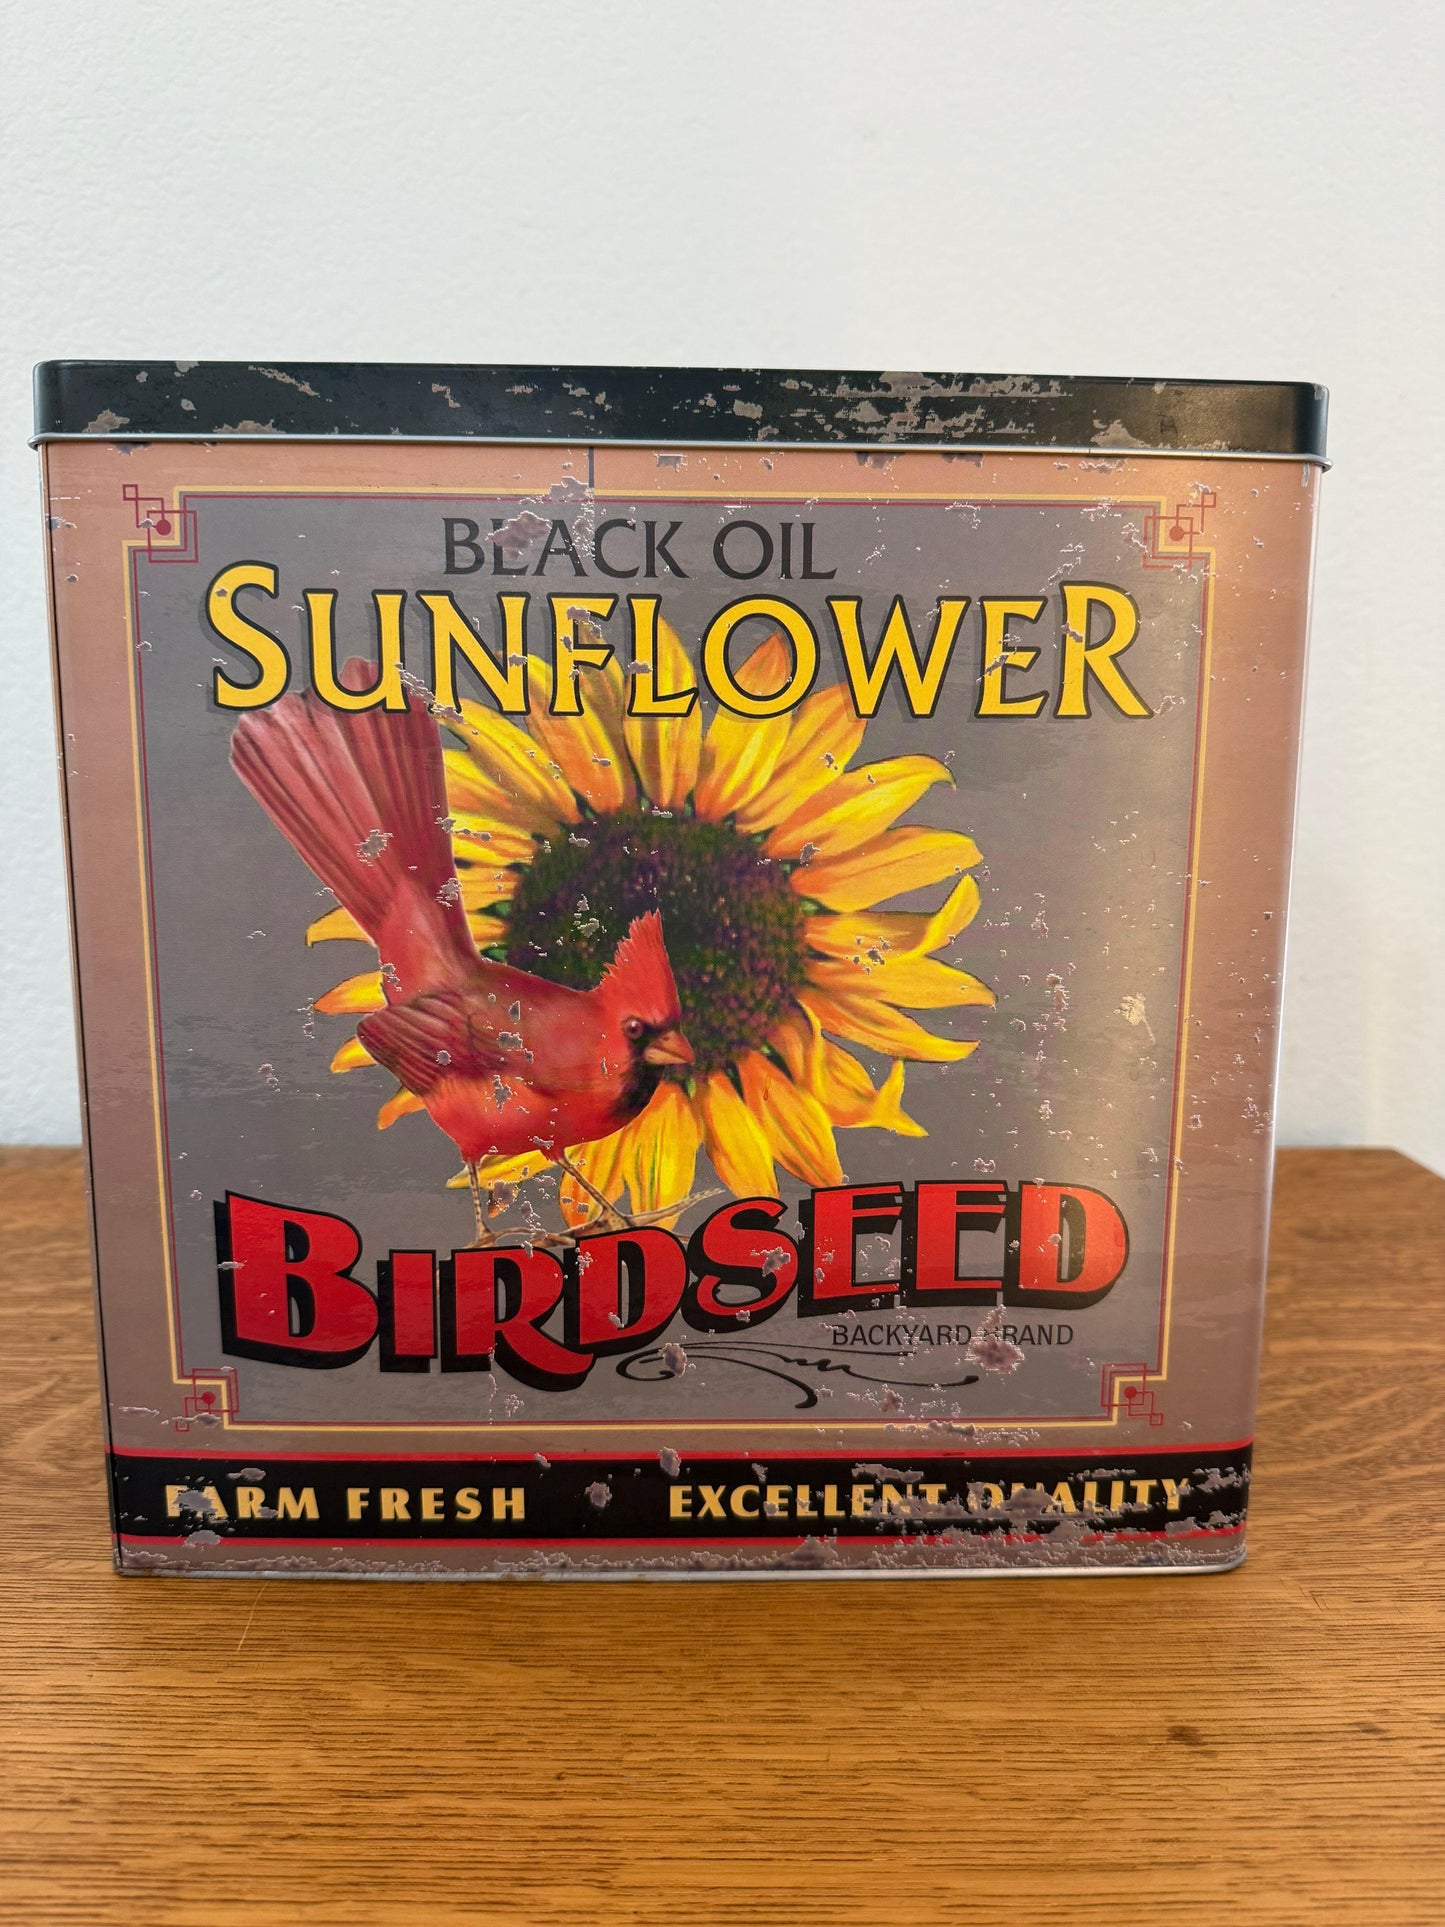 BLACK OIL
SUNFLOWER
BIRDSEED
BACKYARD BRAND
FARM FRESH EXCELLENT QUALITY